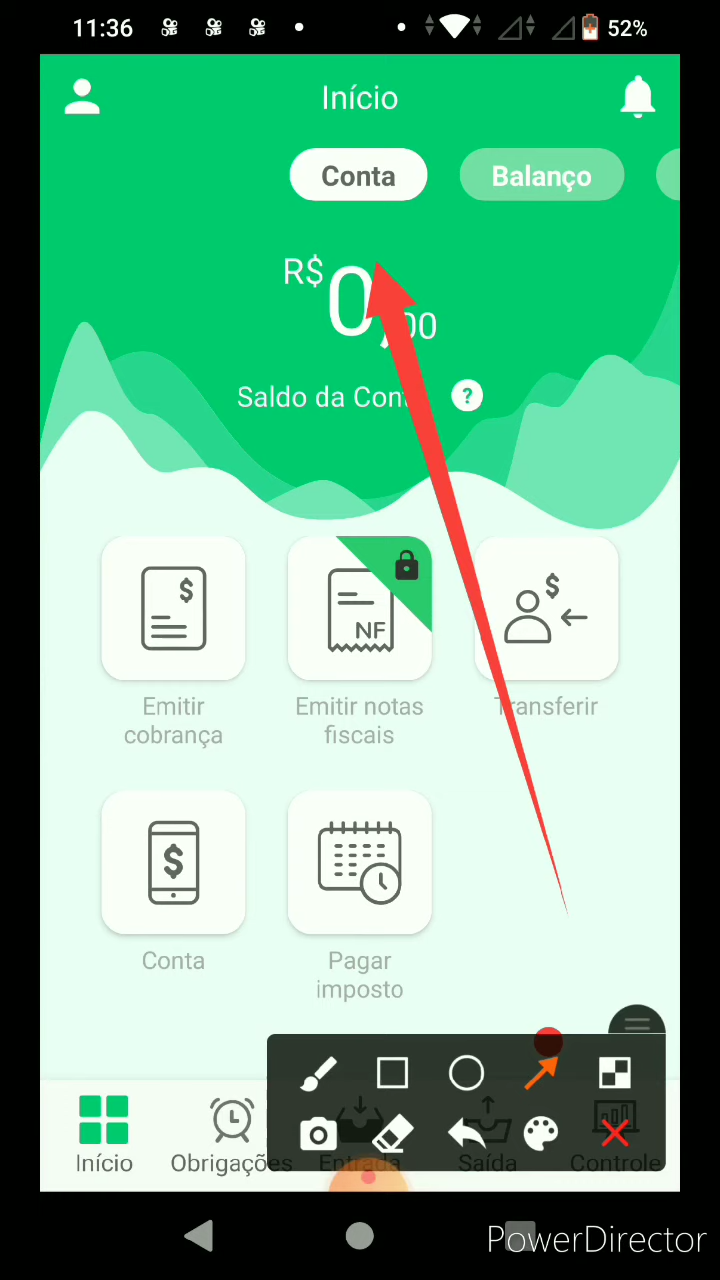 11:36
52%
Início
Conta
Balanço
R$ 0,00
Saldo da Conta
?
$
NF
$
Emitir
cobrança
Emitir notas
fiscais
Transferir
$
Conta
Pagar
imposto
Início
Obrigações
Entrada
Saída
Controle
PowerDirector